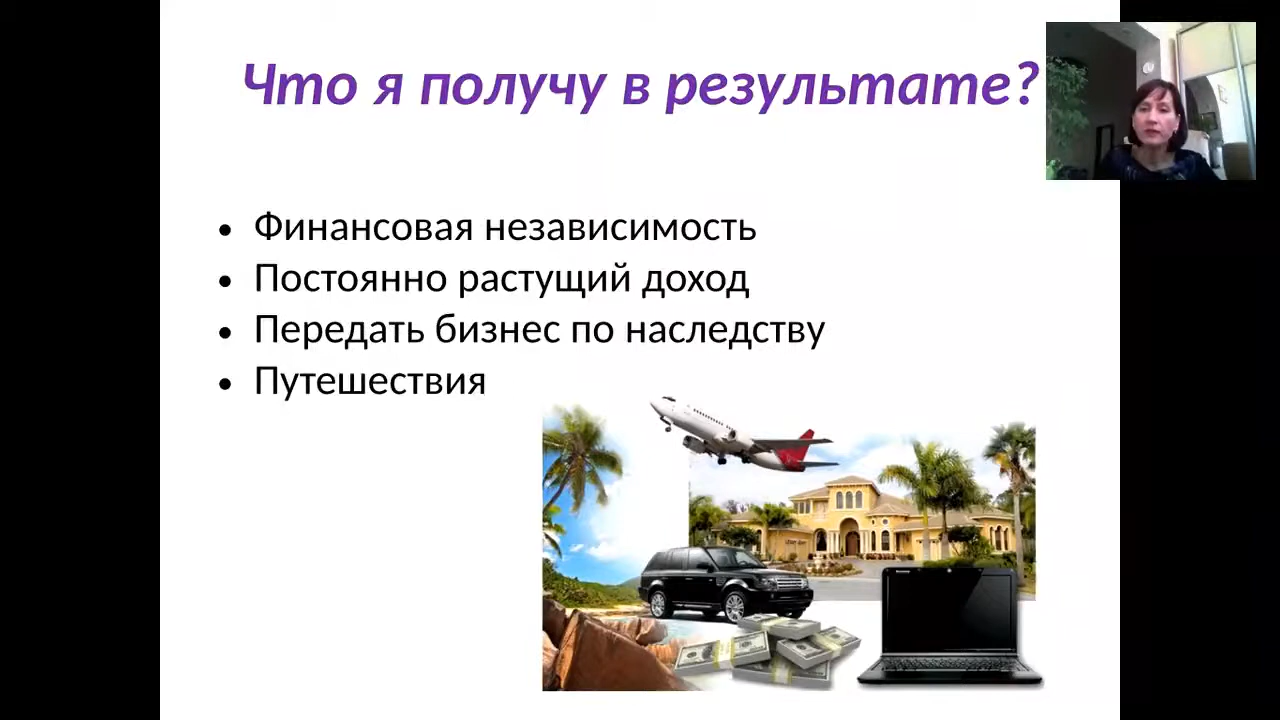 Что я получу в результате?
• Финансовая независимость
• Постоянно растущий доход
• Передать бизнес по наследству
• Путешествия